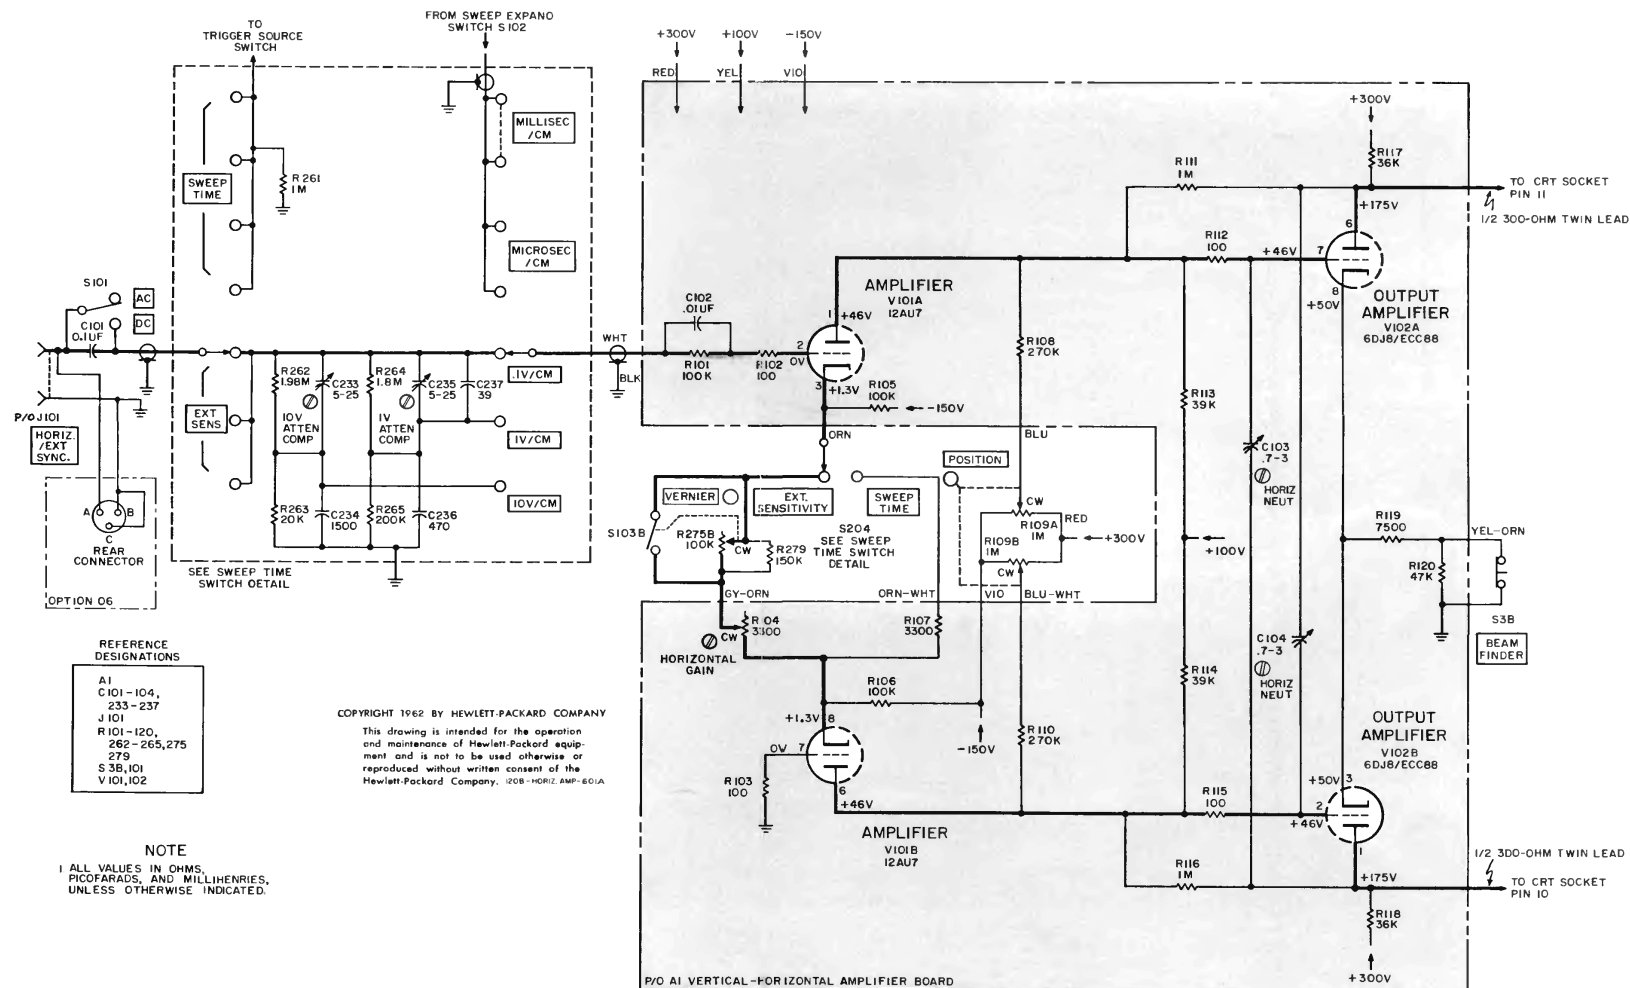 TO
TRIGGER SOURCE
SWITCH
FROM SWEEP EXPAND
SWITCH S102
+300V
+100V
-150V
RED
YEL
VIO
MILLISEC
/CM
SWEEP
TIME
R261
1M
MICROSEC
/CM
S101
AC
DC
C101
0.1UF
P/O J101
HORIZ.
/EXT
SYNC.
EXT
SENS
R262
1.98M
C233
5-25
10V
ATTEN
COMP
R264
1.8M
C235
5-25
1V
ATTEN
COMP
C237
39
.1V/CM
1V/CM
10V/CM
R263
20K
C234
1500
R265
200K
C236
470
A
B
C
REAR
CONNECTOR
OPTION 06
SEE SWEEP TIME
SWITCH DETAIL
WHT
BLK
C102
.01UF
R101
100K
R102
100
AMPLIFIER
V101A
12AU7
1
+46V
2
0V
3
+1.3V
R105
100K
-150V
ORN
R108
270K
BLU
R111
1M
R112
100
+46V
+300V
R117
36K
+175V
6
7
8
+50V
OUTPUT
AMPLIFIER
V102A
6DJ8/ECC88
TO CRT SOCKET
PIN 11
1/2 300-OHM TWIN LEAD
R113
39K
C103
.7-3
HORIZ
NEUT
VERNIER
EXT.
SENSITIVITY
SWEEP
TIME
POSITION
S103B
R275B
100K
CW
R279
150K
S204
SEE SWEEP
TIME SWITCH
DETAIL
CW
R109A
1M
RED
+300V
R109B
1M
CW
+100V
R119
7500
YEL-ORN
R120
47K
S3B
BEAM
FINDER
GY-ORN
ORN-WHT
VIO
BLU-WHT
R104
3300
CW
HORIZONTAL
GAIN
R107
3300
R106
100K
-150V
R110
270K
R114
39K
C104
.7-3
HORIZ
NEUT
+1.3V
8
0V
7
R103
100
6
+46V
AMPLIFIER
V101B
12AU7
R115
100
R116
1M
+50V
3
2
+46V
1
+175V
OUTPUT
AMPLIFIER
V102B
6DJ8/ECC88
1/2 300-OHM TWIN LEAD
TO CRT SOCKET
PIN 10
R118
36K
+300V
REFERENCE
DESIGNATIONS
A1
C101-104,
233-237
J101
R101-120,
262-265,275
279
S3B,101
V101,102
COPYRIGHT 1962 BY HEWLETT-PACKARD COMPANY
This drawing is intended for the operation
and maintenance of Hewlett-Packard equip-
ment and is not to be used otherwise or
reproduced without written consent of the
Hewlett-Packard Company. 120B-HORIZ. AMP-601A
NOTE
1 ALL VALUES IN OHMS,
PICOFARADS, AND MILLIHENRIES,
UNLESS OTHERWISE INDICATED.
P/O A1 VERTICAL-HORIZONTAL AMPLIFIER BOARD